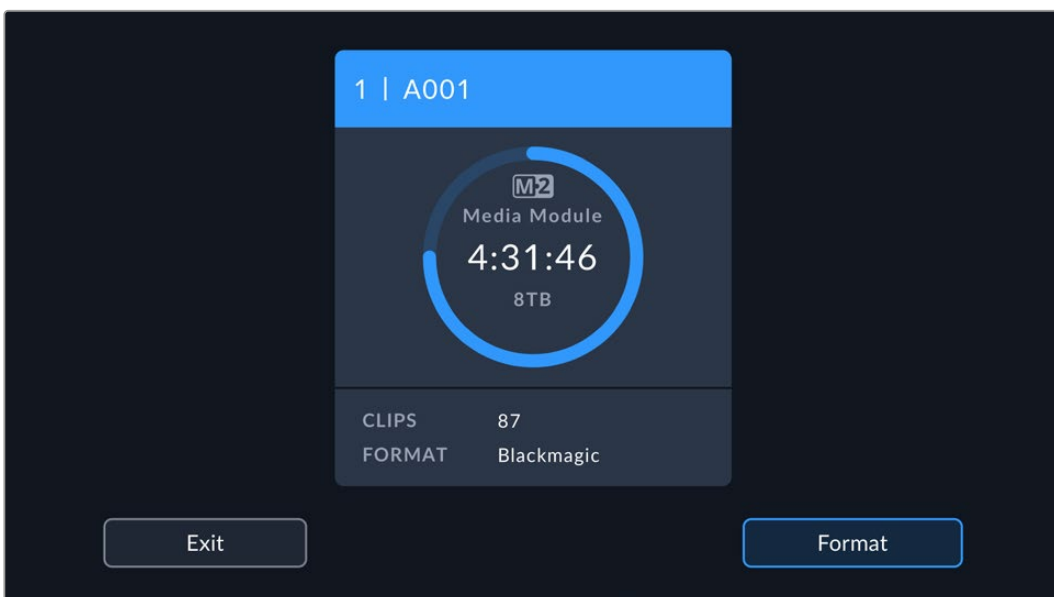 1 | A001
M2
Media Module
4:31:46
8TB
CLIPS 87
FORMAT Blackmagic
Exit
Format